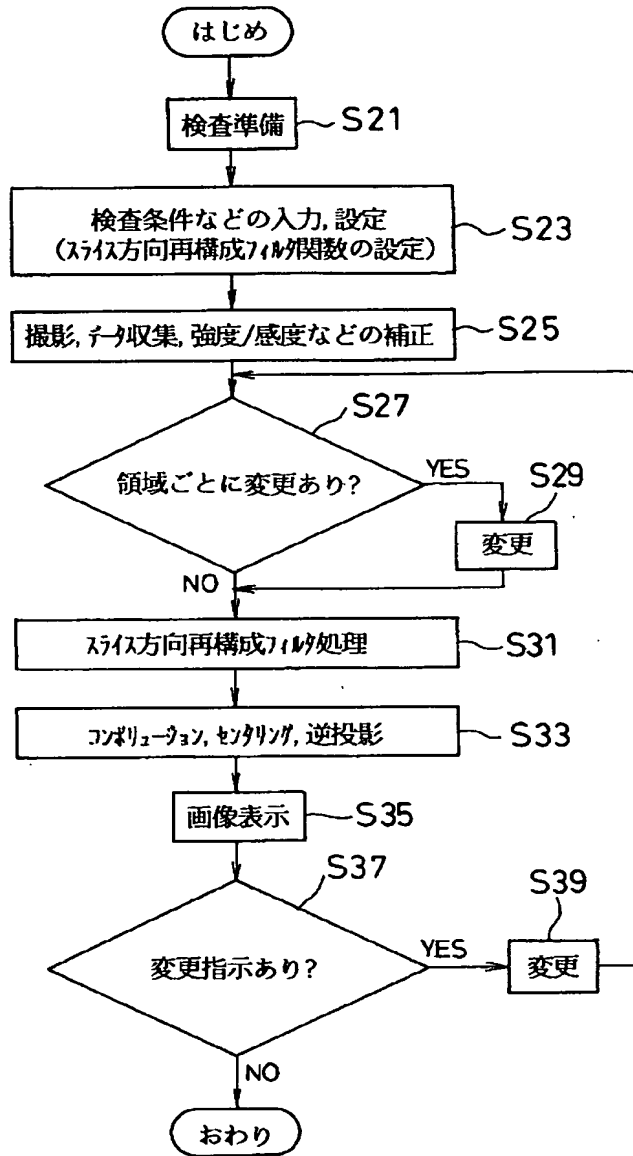 はじめ
検査準備
S21
検査条件などの入力,設定
(スライス方向再構成フィルタ関数の設定)
S23
撮影,データ収集,強度/感度などの補正
S25
S27
領域ごとに変更あり?
YES
S29
変更
NO
スライス方向再構成フィルタ処理
S31
コンボリューション,センタリング,逆投影
S33
画像表示
S35
S37
変更指示あり?
YES
S39
変更
NO
おわり